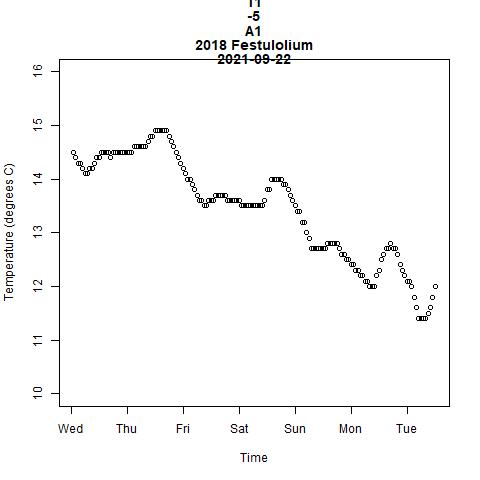 T1
-5
A1
2018 Festulolium
2021-09-22
16
15
14
13
12
11
10
Temperature (degrees C)
Wed Thu Fri Sat Sun Mon Tue
Time